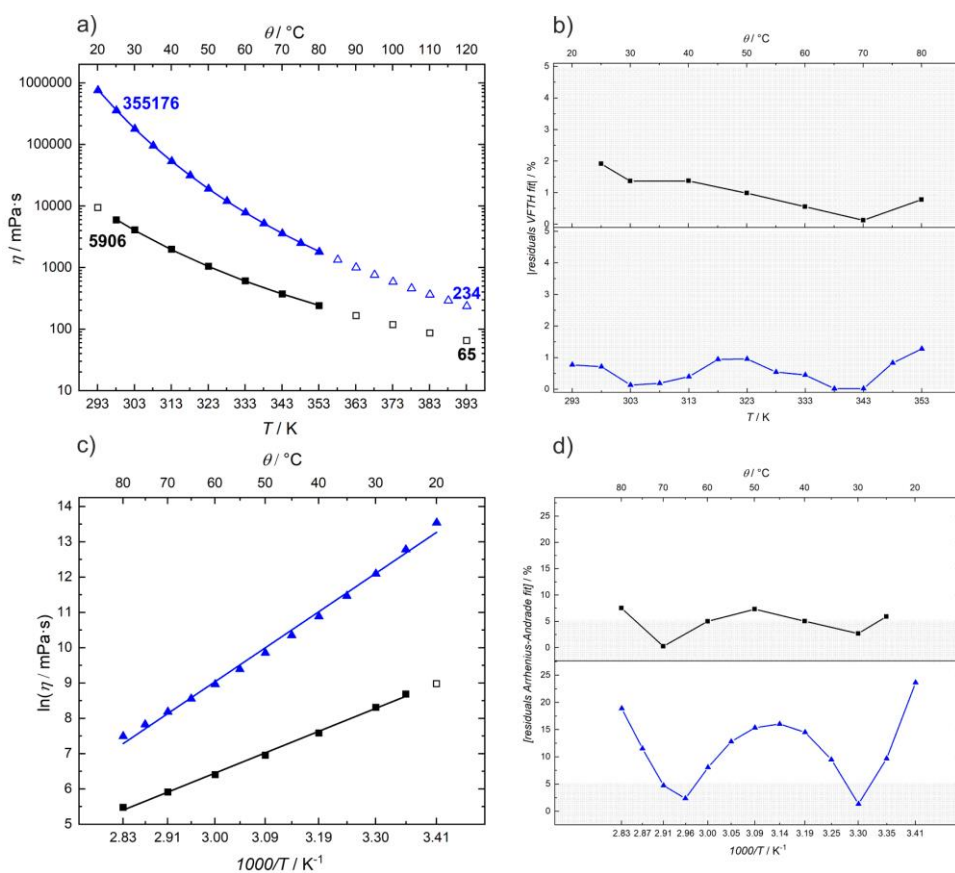 a)
θ / °C
20 30 40 50 60 70 80 90 100 110 120
1000000
100000
10000
1000
100
10
η / mPa·s
355176
5906
234
65
293 303 313 323 333 343 353 363 373 383 393
T / K
b)
θ / °C
20 30 40 50 60 70 80
5
4
3
2
1
0
5
4
3
2
1
0
|residuals VFTH fit| / %
293 303 313 323 333 343 353
T / K
c)
θ / °C
80 70 60 50 40 30 20
14
13
12
11
10
9
8
7
6
5
ln(η / mPa·s)
2.83 2.91 3.00 3.09 3.19 3.30 3.41
1000/T / K⁻¹
d)
θ / °C
80 70 60 50 40 30 20
25
20
15
10
5
0
25
20
15
10
5
0
[residuals Arrhenius-Andrade fit] / %
2.83 2.87 2.91 2.96 3.00 3.05 3.09 3.14 3.19 3.25 3.30 3.35 3.41
1000/T / K⁻¹